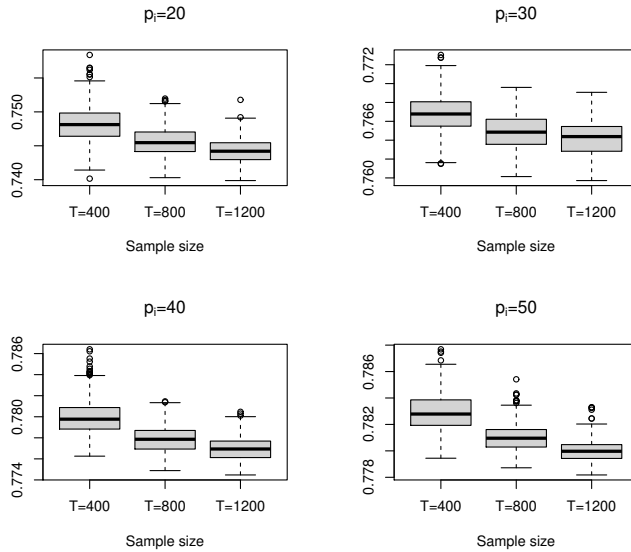 pᵢ=20
0.740 0.750
T=400 T=800 T=1200
Sample size
pᵢ=30
0.760 0.766 0.772
T=400 T=800 T=1200
Sample size
pᵢ=40
0.774 0.780 0.786
T=400 T=800 T=1200
Sample size
pᵢ=50
0.778 0.782 0.786
T=400 T=800 T=1200
Sample size